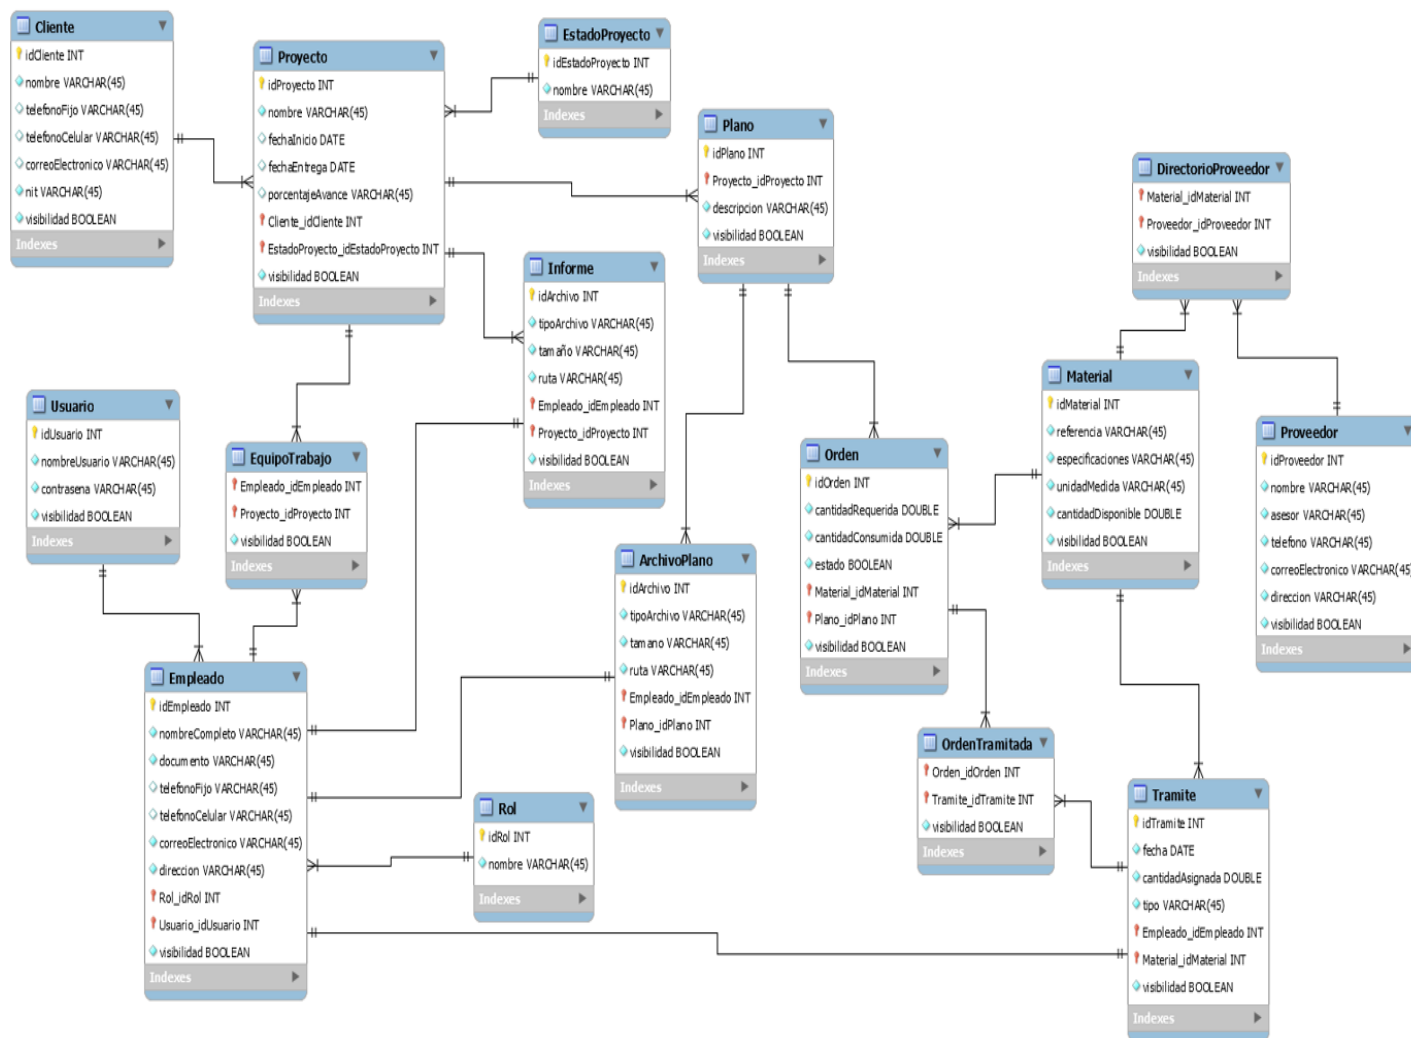 Cliente
idCliente INT
nombre VARCHAR(45)
telefonoFijo VARCHAR(45)
telefonoCelular VARCHAR(45)
correoElectronico VARCHAR(45)
nit VARCHAR(45)
visibilidad BOOLEAN
Indexes
Proyecto
idProyecto INT
nombre VARCHAR(45)
fechaInicio DATE
fechaEntrega DATE
porcentajeAvance VARCHAR(45)
Cliente_idCliente INT
EstadoProyecto_idEstadoProyecto INT
visibilidad BOOLEAN
Indexes
EstadoProyecto
idEstadoProyecto INT
nombre VARCHAR(45)
Indexes
Plano
idPlano INT
Proyecto_idProyecto INT
descripcion VARCHAR(45)
visibilidad BOOLEAN
Indexes
DirectorioProveedor
Material_idMaterial INT
Proveedor_idProveedor INT
visibilidad BOOLEAN
Indexes
Informe
idArchivo INT
tipoArchivo VARCHAR(45)
tamaño VARCHAR(45)
ruta VARCHAR(45)
Empleado_idEmpleado INT
Proyecto_idProyecto INT
visibilidad BOOLEAN
Indexes
Material
idMaterial INT
referencia VARCHAR(45)
especificaciones VARCHAR(45)
unidadMedida VARCHAR(45)
cantidadDisponible DOUBLE
visibilidad BOOLEAN
Indexes
Proveedor
idProveedor INT
nombre VARCHAR(45)
asesor VARCHAR(45)
telefono VARCHAR(45)
correoElectronico VARCHAR(45)
direccion VARCHAR(45)
visibilidad BOOLEAN
Indexes
Usuario
idUsuario INT
nombreUsuario VARCHAR(45)
contrasena VARCHAR(45)
visibilidad BOOLEAN
Indexes
EquipoTrabajo
Empleado_idEmpleado INT
Proyecto_idProyecto INT
visibilidad BOOLEAN
Indexes
Orden
idOrden INT
cantidadRequerida DOUBLE
cantidadConsumida DOUBLE
estado BOOLEAN
Material_idMaterial INT
Plano_idPlano INT
visibilidad BOOLEAN
Indexes
ArchivoPlano
idArchivo INT
tipoArchivo VARCHAR(45)
tamano VARCHAR(45)
ruta VARCHAR(45)
Empleado_idEmpleado INT
Plano_idPlano INT
visibilidad BOOLEAN
Indexes
Empleado
idEmpleado INT
nombreCompleto VARCHAR(45)
documento VARCHAR(45)
telefonoFijo VARCHAR(45)
telefonoCelular VARCHAR(45)
correoElectronico VARCHAR(45)
direccion VARCHAR(45)
Rol_idRol INT
Usuario_idUsuario INT
visibilidad BOOLEAN
Indexes
Rol
idRol INT
nombre VARCHAR(45)
Indexes
OrdenTramitada
Orden_idOrden INT
Tramite_idTramite INT
visibilidad BOOLEAN
Indexes
Tramite
idTramite INT
fecha DATE
cantidadAsignada DOUBLE
tipo VARCHAR(45)
Empleado_idEmpleado INT
Material_idMaterial INT
visibilidad BOOLEAN
Indexes